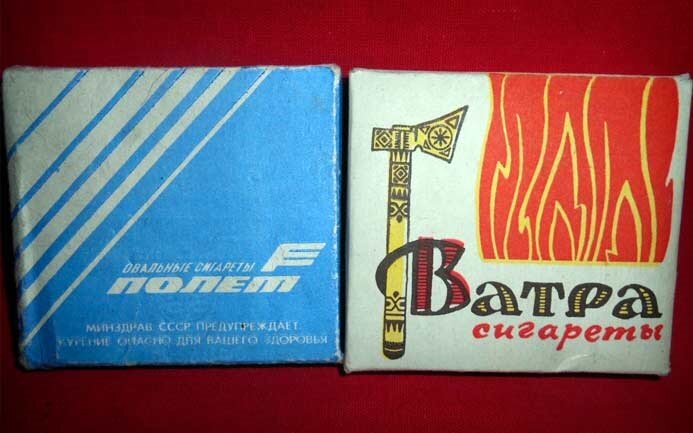 ОВАЛЬНЫЕ СИГАРЕТЫ
ПОЛЕТ
МИНЗДРАВ СССР ПРЕДУПРЕЖДАЕТ
КУРЕНИЕ ОПАСНО ДЛЯ ВАШЕГО ЗДОРОВЬЯ
Ватра
сигареты